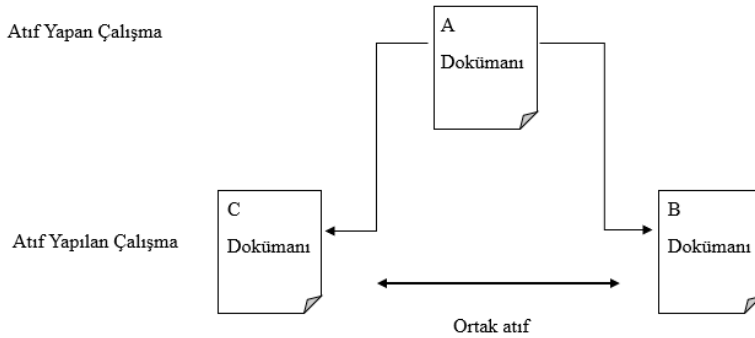 Atıf Yapan Çalışma
A
Dokümanı
C
Dokümanı
B
Dokümanı
Atıf Yapılan Çalışma
Ortak atıf